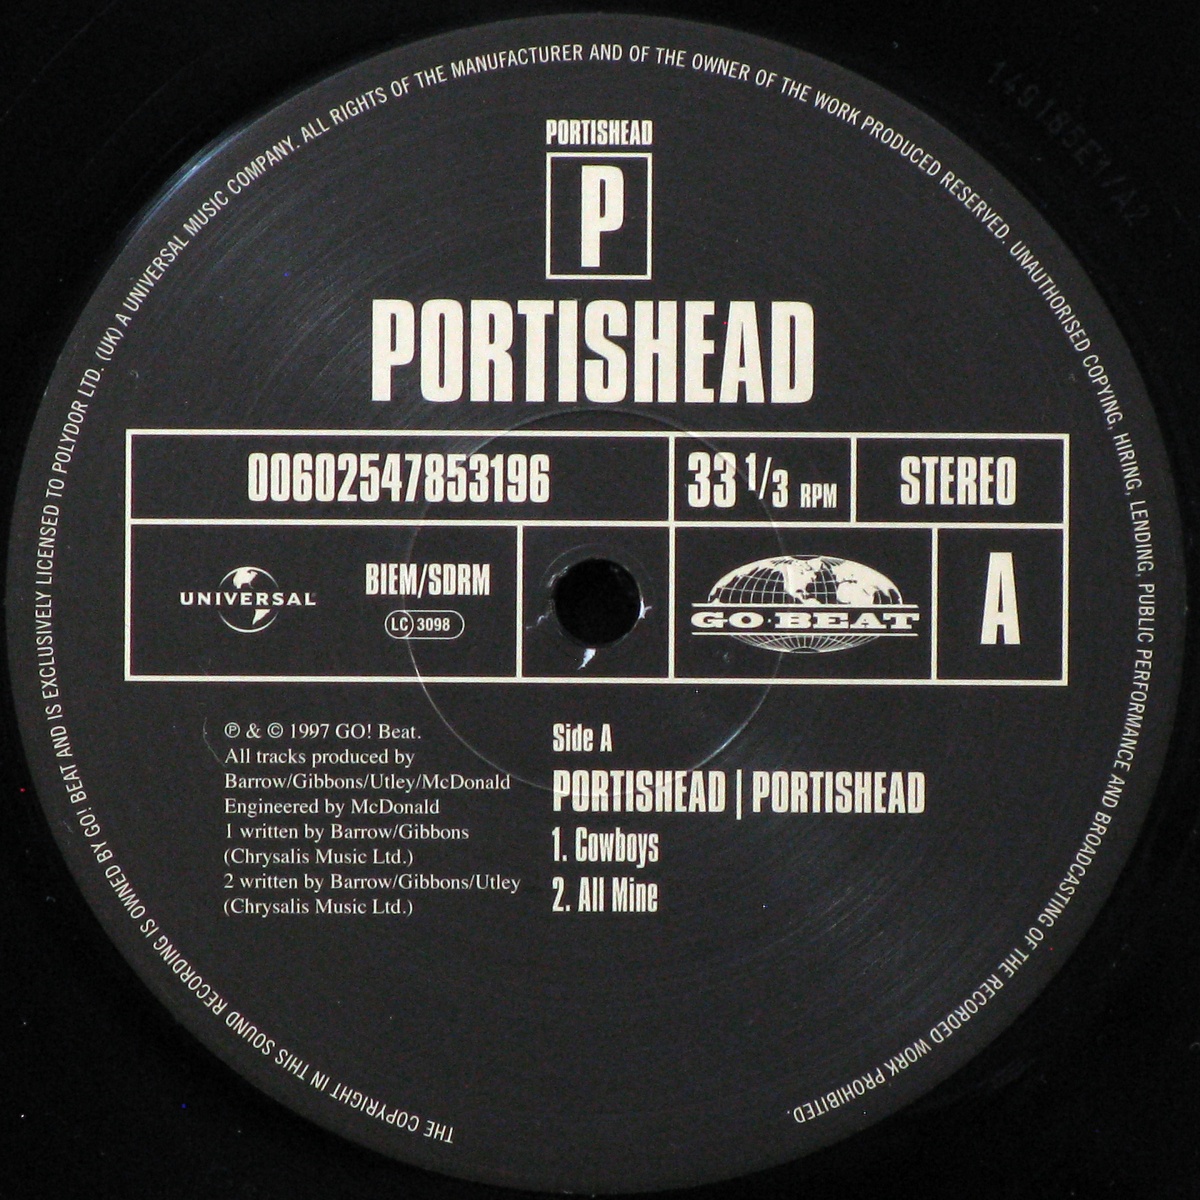 PORTISHEAD
P
PORTISHEAD
00602547853196
33 1/3 RPM
STEREO
UNIVERSAL
BIEM/SDRM
LC 3098
GO·BEAT
A
℗ & © 1997 GO! Beat.
All tracks produced by
Barrow/Gibbons/Utley/McDonald
Engineered by McDonald
1 written by Barrow/Gibbons
(Chrysalis Music Ltd.)
2 written by Barrow/Gibbons/Utley
(Chrysalis Music Ltd.)
Side A
PORTISHEAD | PORTISHEAD
1. Cowboys
2. All Mine
THE COPYRIGHT IN THIS SOUND RECORDING IS OWNED BY GO! BEAT AND IS EXCLUSIVELY LICENSED TO POLYDOR LTD. (UK) A UNIVERSAL MUSIC COMPANY. ALL RIGHTS OF THE MANUFACTURER AND OF THE OWNER OF THE WORK PRODUCED RESERVED. UNAUTHORISED COPYING, HIRING, LENDING, PUBLIC PERFORMANCE AND BROADCASTING OF THE RECORDED WORK PROHIBITED.
149185E1/A2